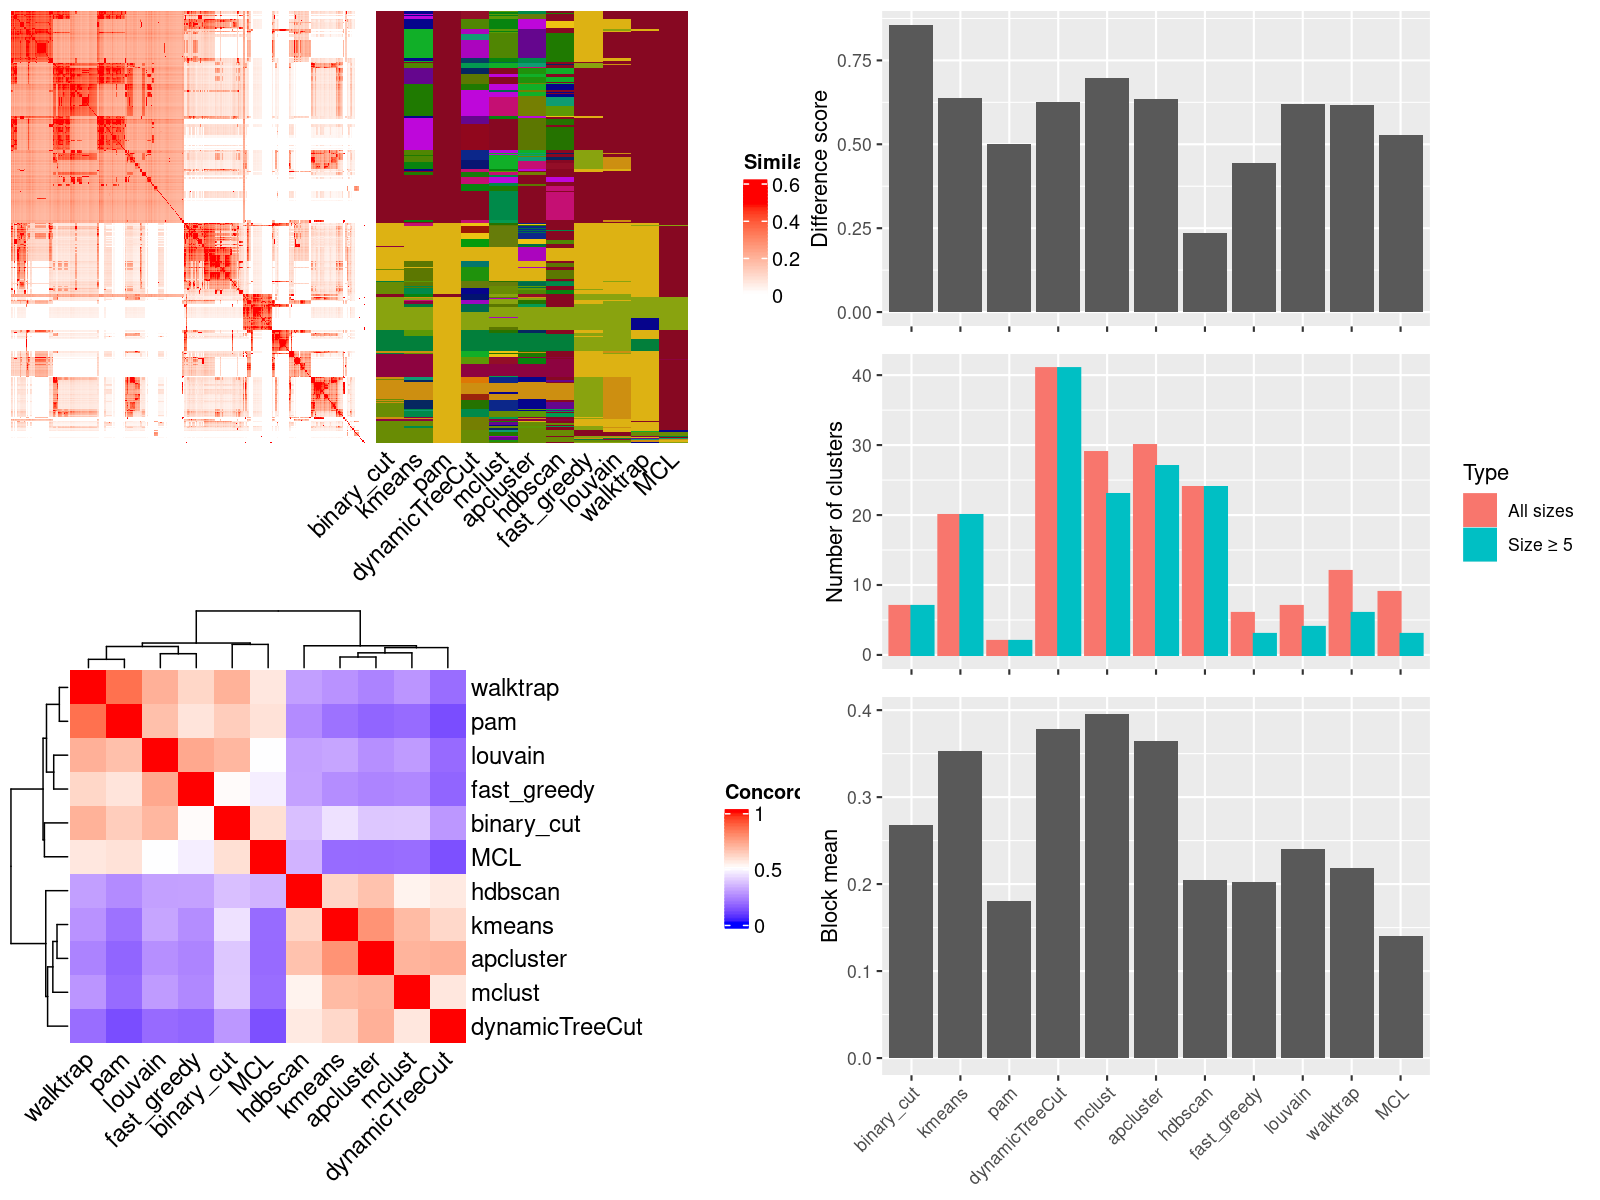 Simila
0.6
0.4
0.2
0
binary_cut
kmeans
pam
dynamicTreeCut
mclust
apcluster
hdbscan
fast_greedy
louvain
walktrap
MCL
walktrap
pam
louvain
fast_greedy
binary_cut
MCL
hdbscan
kmeans
apcluster
mclust
dynamicTreeCut
walktrap
pam
louvain
fast_greedy
binary_cut
MCL
hdbscan
kmeans
apcluster
mclust
dynamicTreeCut
Concord
1
0.5
0
Difference score
0.75
0.50
0.25
0.00
Number of clusters
40
30
20
10
0
Type
All sizes
Size ≥ 5
Block mean
0.4
0.3
0.2
0.1
0.0
binary_cut
kmeans
pam
dynamicTreeCut
mclust
apcluster
hdbscan
fast_greedy
louvain
walktrap
MCL